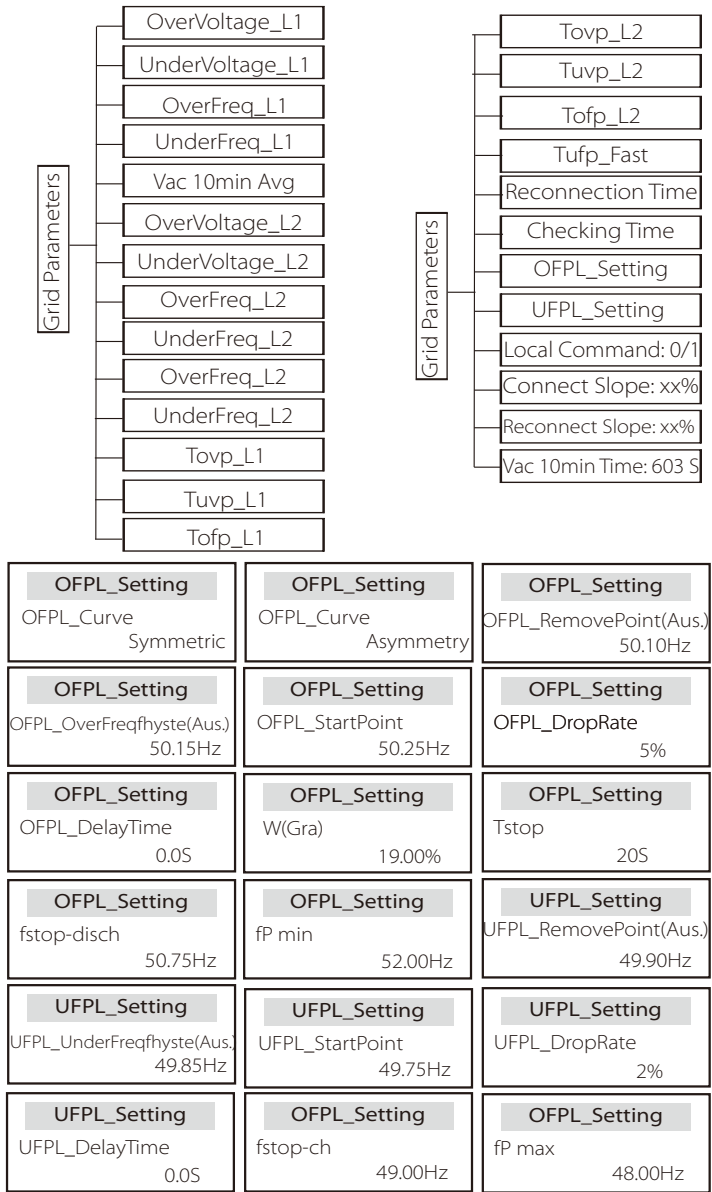 Grid Parameters
OverVoltage_L1
UnderVoltage_L1
OverFreq_L1
UnderFreq_L1
Vac 10min Avg
OverVoltage_L2
UnderVoltage_L2
OverFreq_L2
UnderFreq_L2
OverFreq_L2
UnderFreq_L2
Tovp_L1
Tuvp_L1
Tofp_L1
Grid Parameters
Tovp_L2
Tuvp_L2
Tofp_L2
Tufp_Fast
Reconnection Time
Checking Time
OFPL_Setting
UFPL_Setting
Local Command: 0/1
Connect Slope: xx%
Reconnect Slope: xx%
Vac 10min Time: 603 S
OFPL_Setting
OFPL_Curve
Symmetric
OFPL_Setting
OFPL_Curve
Asymmetry
OFPL_Setting
OFPL_RemovePoint(Aus.)
50.10Hz
OFPL_Setting
OFPL_OverFreqfhyste(Aus.)
50.15Hz
OFPL_Setting
OFPL_StartPoint
50.25Hz
OFPL_Setting
OFPL_DropRate
5%
OFPL_Setting
OFPL_DelayTime
0.0S
OFPL_Setting
W(Gra)
19.00%
OFPL_Setting
Tstop
20S
OFPL_Setting
fstop-disch
50.75Hz
OFPL_Setting
fP min
52.00Hz
UFPL_Setting
UFPL_RemovePoint(Aus.)
49.90Hz
UFPL_Setting
UFPL_UnderFreqfhyste(Aus.)
49.85Hz
UFPL_Setting
UFPL_StartPoint
49.75Hz
UFPL_Setting
UFPL_DropRate
2%
UFPL_Setting
UFPL_DelayTime
0.0S
OFPL_Setting
fstop-ch
49.00Hz
OFPL_Setting
fP max
48.00Hz